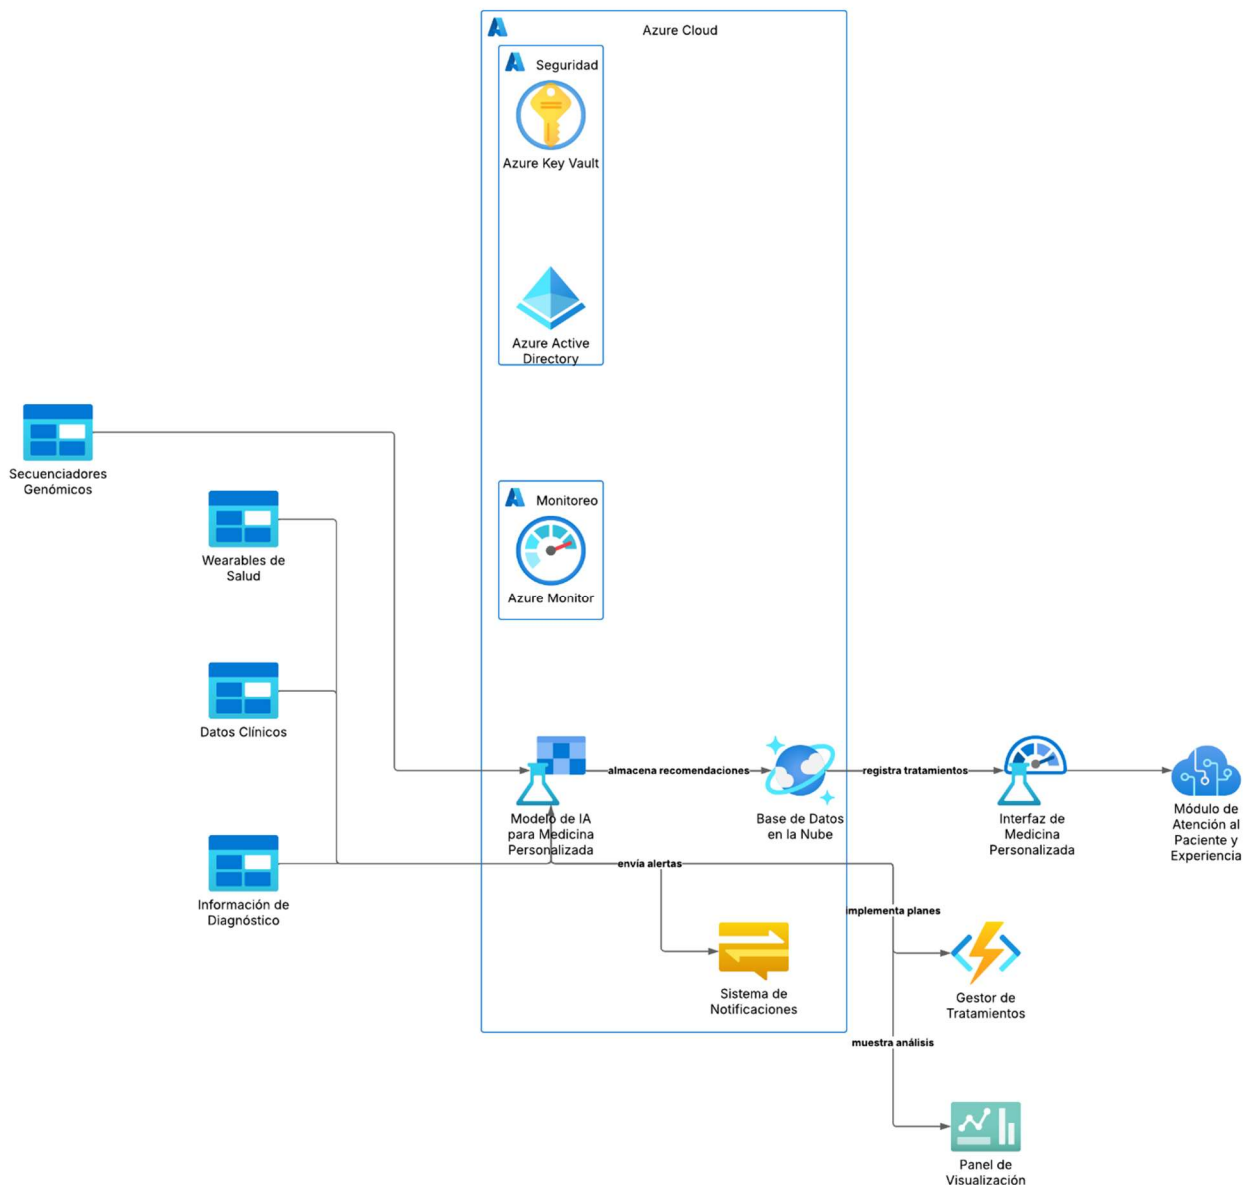 Azure Cloud
Seguridad
Azure Key Vault
Azure Active
Directory
Secuenciadores
Genómicos
Monitoreo
Wearables de
Salud
Azure Monitor
Datos Clínicos
almacena recomendaciones
registra tratamientos
Modelo de IA
para Medicina
Personalizada
Base de Datos
en la Nube
Interfaz de
Medicina
Personalizada
Módulo de
Atención al
Paciente y
Experiencia
envía alertas
Información de
Diagnóstico
implementa planes
Sistema de
Notificaciones
Gestor de
Tratamientos
muestra análisis
Panel de
Visualización